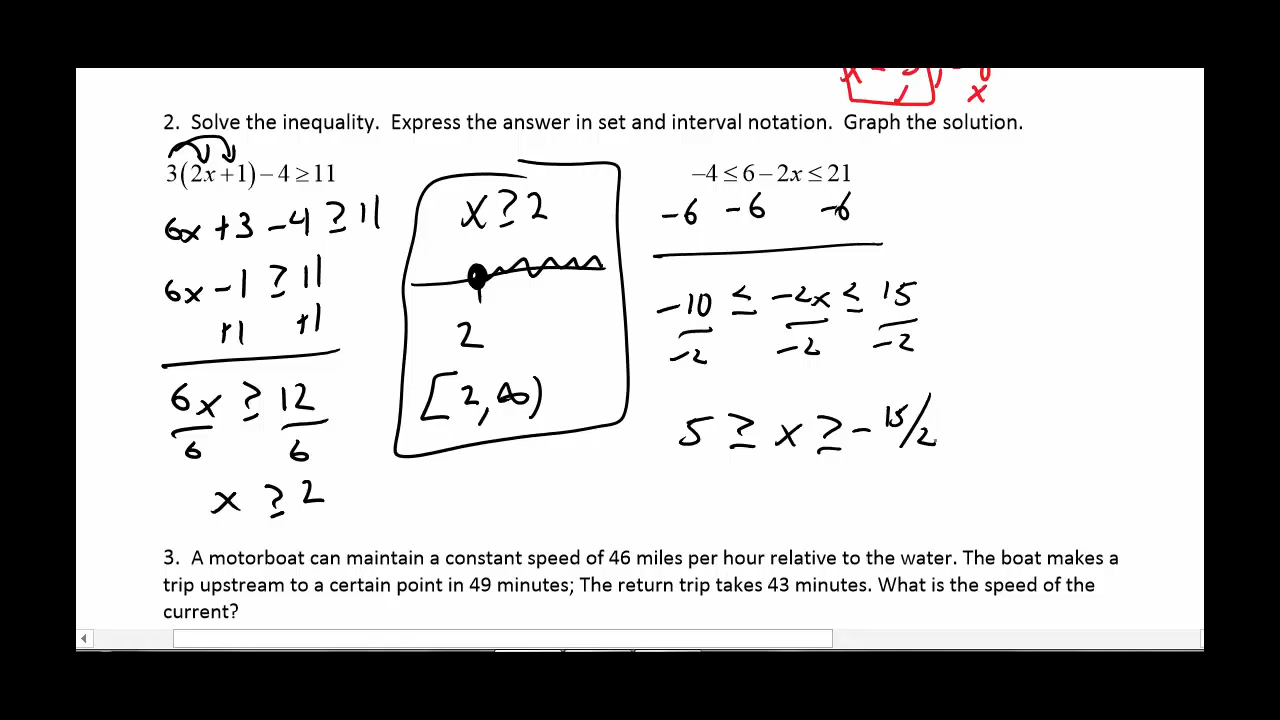 x
2. Solve the inequality. Express the answer in set and interval notation. Graph the solution.
3(2x+1)−4≥11
6x +3 -4 ≥ 11
6x -1 ≥ 11
+1 +1
6x ≥ 12
6 6
x ≥ 2
x ≥ 2
2
[2,∞)
−4≤6−2x≤21
-6 -6 -6
-10 ≤ -2x ≤ 15
-2 -2 -2
5 ≥ x ≥ - 15/2
3. A motorboat can maintain a constant speed of 46 miles per hour relative to the water. The boat makes a
trip upstream to a certain point in 49 minutes; The return trip takes 43 minutes. What is the speed of the
current?